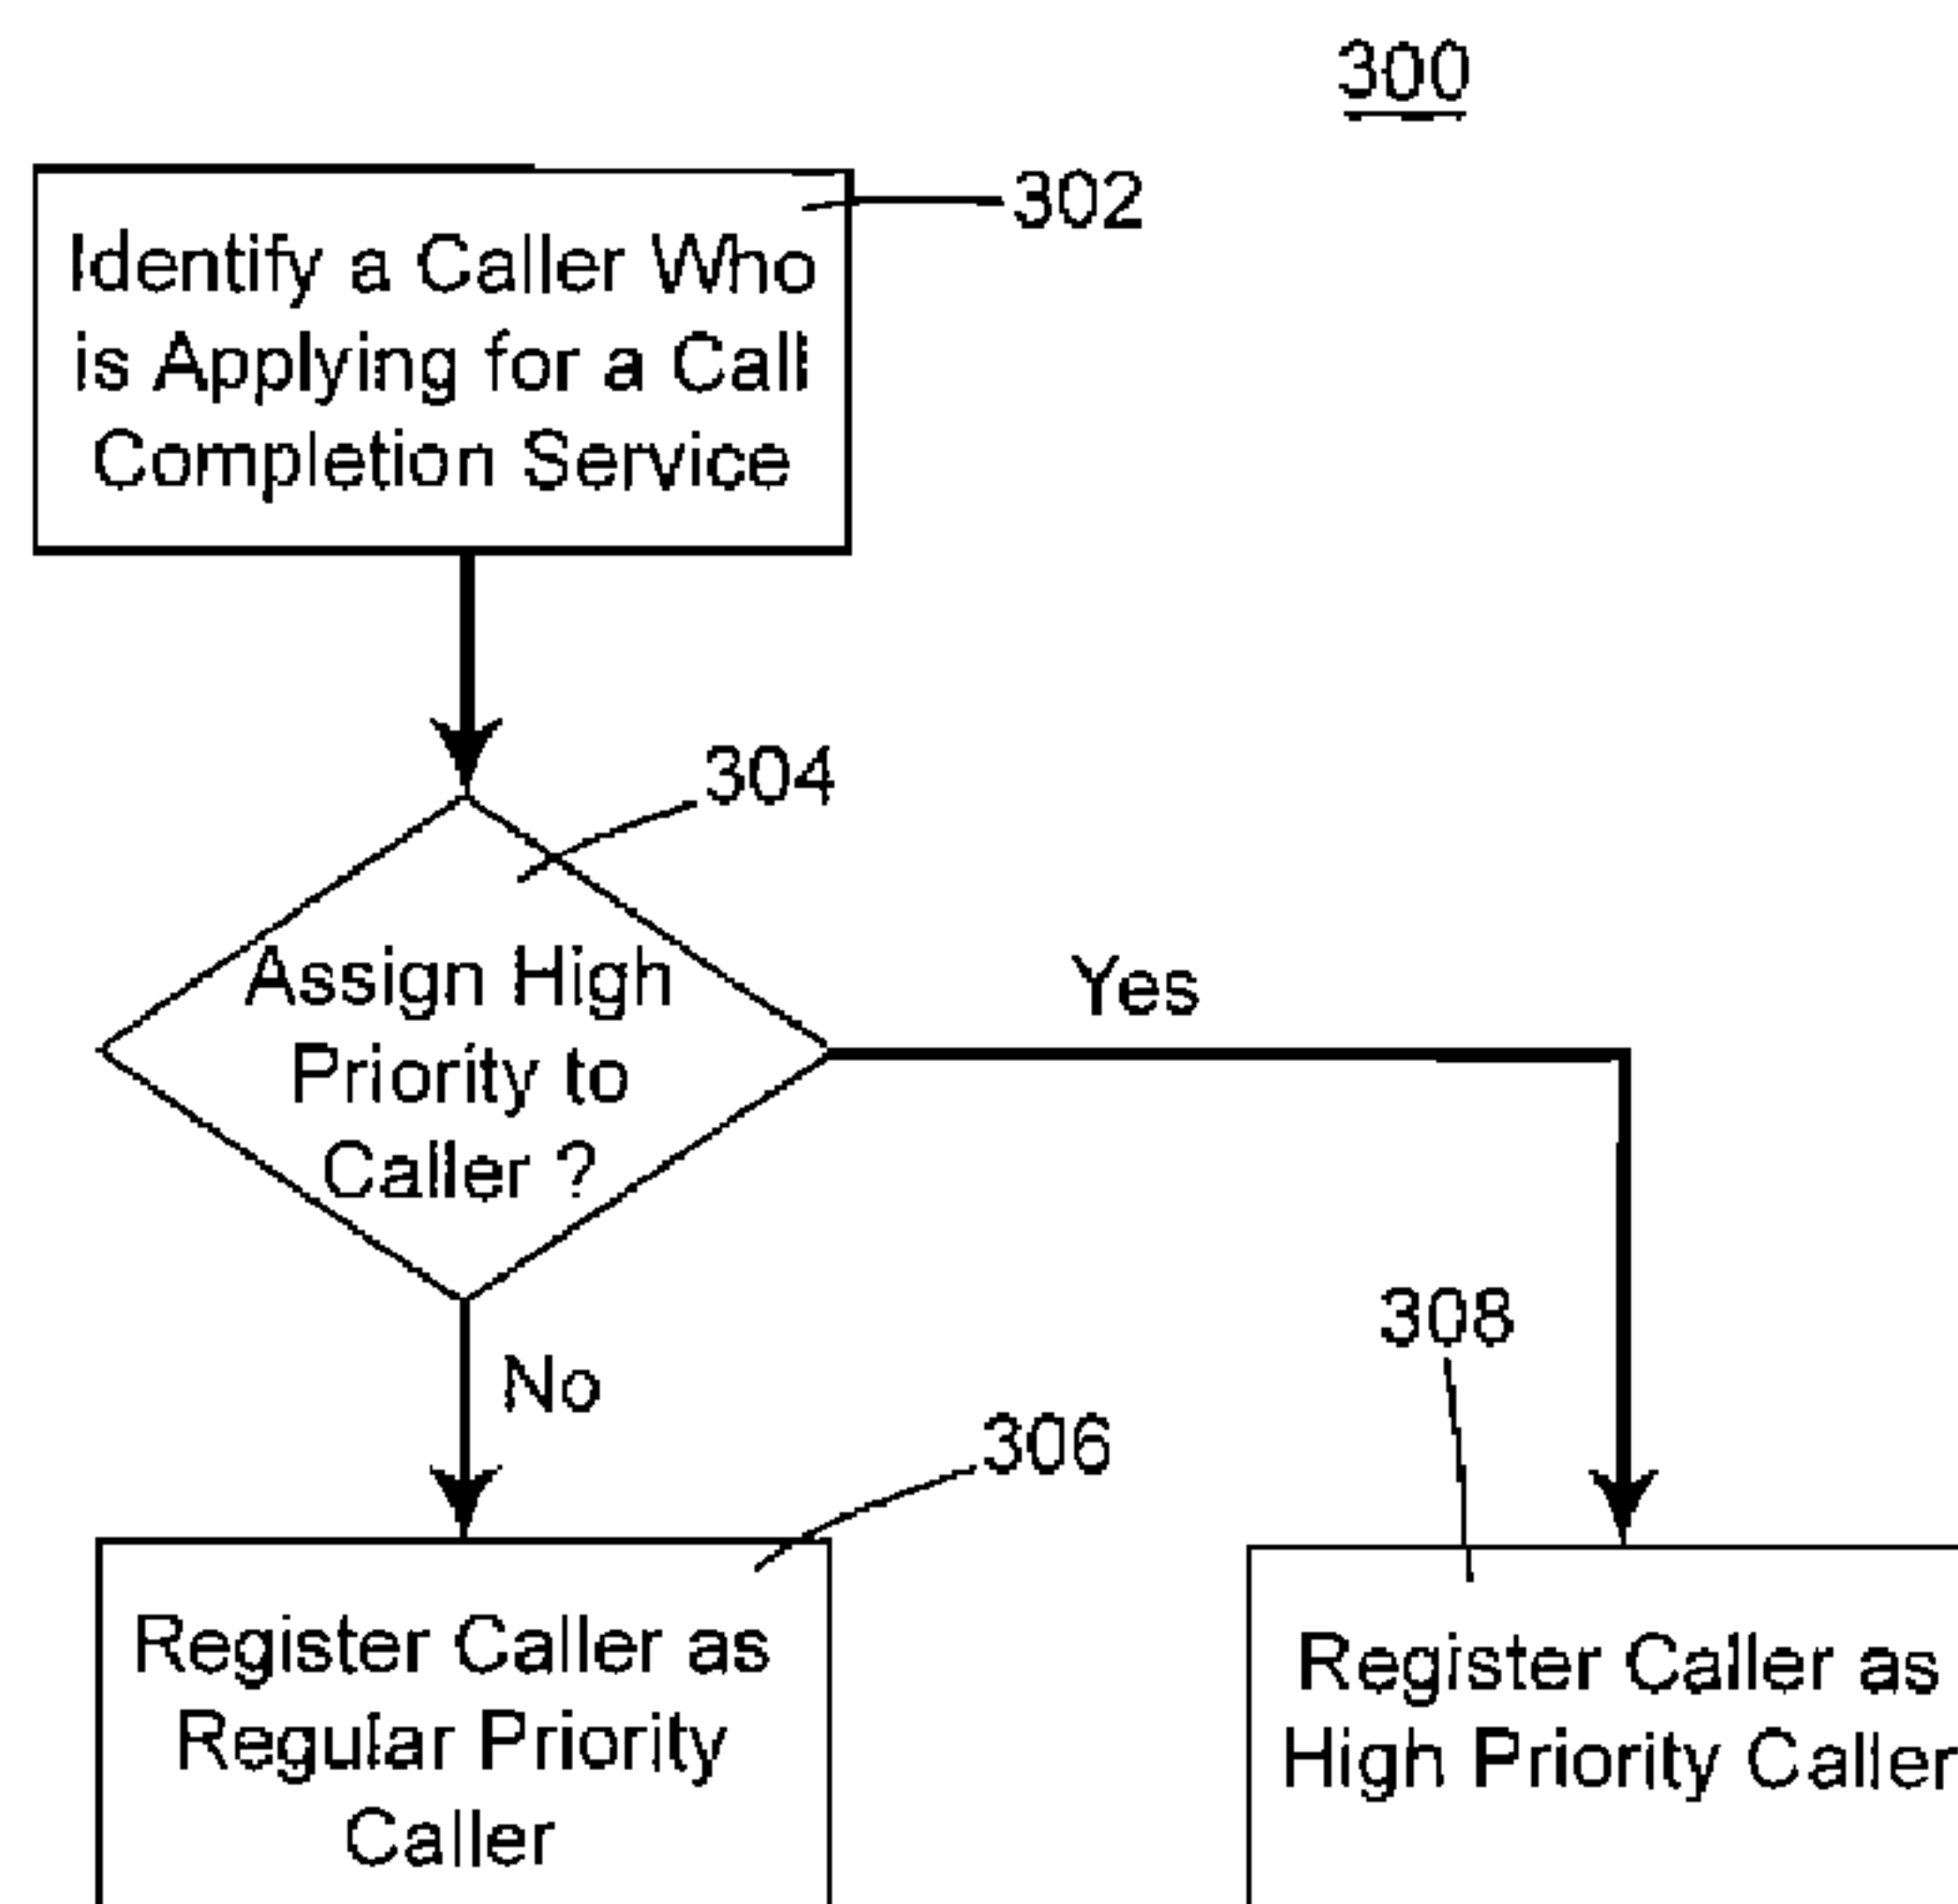 300
302
Identify a Caller Who
is Applying for a Call
Completion Service
304
Assign High
Priority to
Caller ?
Yes
No
308
306
Register Caller as
Regular Priority
Caller
Register Caller as
High Priority Caller